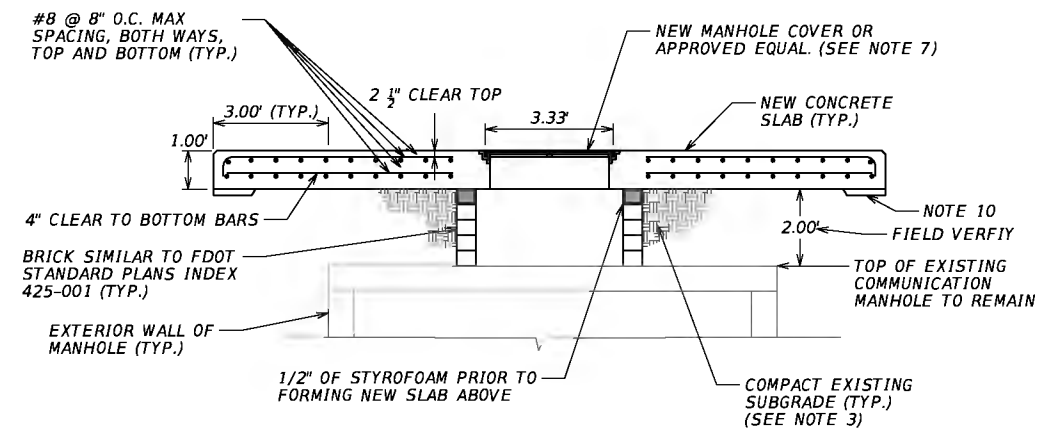 #8 @ 8" O.C. MAX
SPACING, BOTH WAYS,
TOP AND BOTTOM (TYP.)
NEW MANHOLE COVER OR
APPROVED EQUAL. (SEE NOTE 7)
2 1/2" CLEAR TOP
3.00' (TYP.)
3.33'
NEW CONCRETE
SLAB (TYP.)
1.00'
4" CLEAR TO BOTTOM BARS
NOTE 10
2.00'
FIELD VERFIY
BRICK SIMILAR TO FDOT
STANDARD PLANS INDEX
425-001 (TYP.)
TOP OF EXISTING
COMMUNICATION
MANHOLE TO REMAIN
EXTERIOR WALL OF
MANHOLE (TYP.)
1/2" OF STYROFOAM PRIOR TO
FORMING NEW SLAB ABOVE
COMPACT EXISTING
SUBGRADE (TYP.)
(SEE NOTE 3)